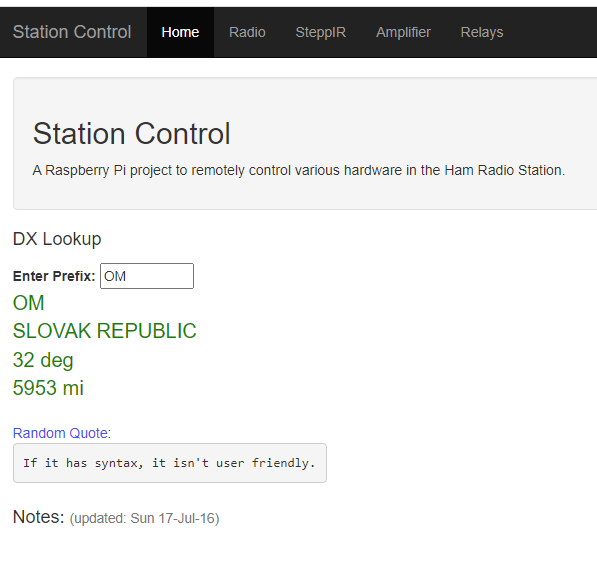 Station Control Home Radio SteppIR Amplifier Relays
Station Control
A Raspberry Pi project to remotely control various hardware in the Ham Radio Station.
DX Lookup
Enter Prefix: OM
OM
SLOVAK REPUBLIC
32 deg
5953 mi
Random Quote:
If it has syntax, it isn't user friendly.
Notes: (updated: Sun 17-Jul-16)